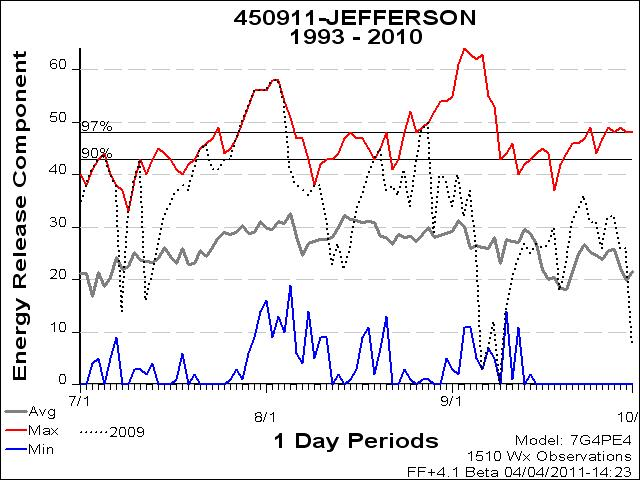 450911-JEFFERSON
1993 - 2010
Energy Release Component
60
50
97%
90%
40
30
20
10
0
7/1
8/1
9/1
10/
Avg
Max
2009
Min
1 Day Periods
Model: 7G4PE4
1510 Wx Observations
FF+4.1 Beta 04/04/2011-14:23